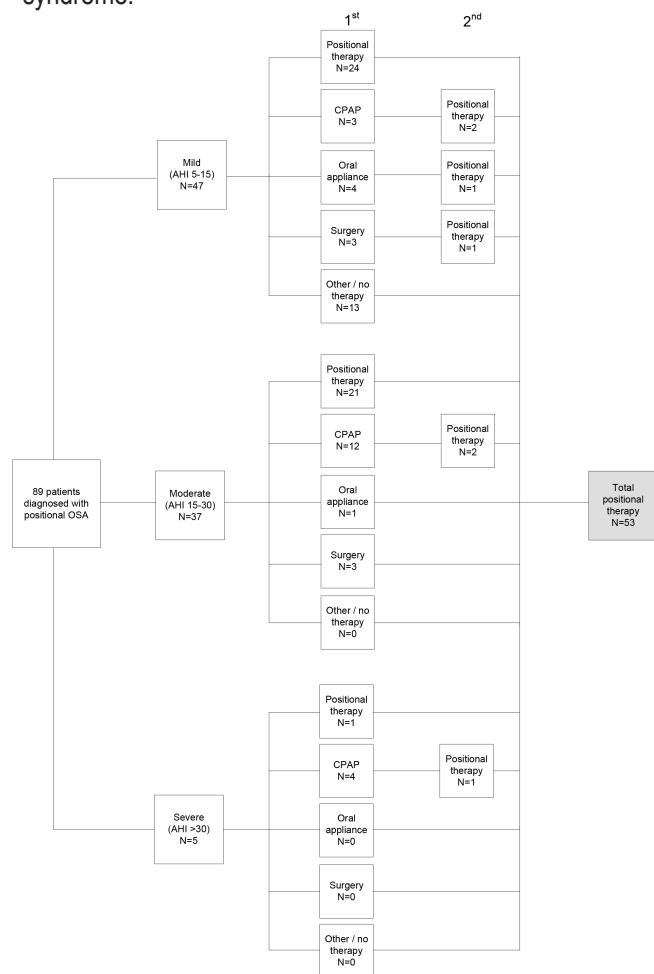 syndrome.
1st
2nd
Positional
therapy
N=24
CPAP
N=3
Positional
therapy
N=2
Mild
(AHI 5-15)
N=47
Oral
appliance
N=4
Positional
therapy
N=1
Surgery
N=3
Positional
therapy
N=1
Other / no
therapy
N=13
Positional
therapy
N=21
CPAP
N=12
Positional
therapy
N=2
89 patients
diagnosed with
positional OSA
Moderate
(AHI 15-30)
N=37
Oral
appliance
N=1
Total
positional
therapy
N=53
Surgery
N=3
Other / no
therapy
N=0
Positional
therapy
N=1
CPAP
N=4
Positional
therapy
N=1
Severe
(AHI >30)
N=5
Oral
appliance
N=0
Surgery
N=0
Other / no
therapy
N=0